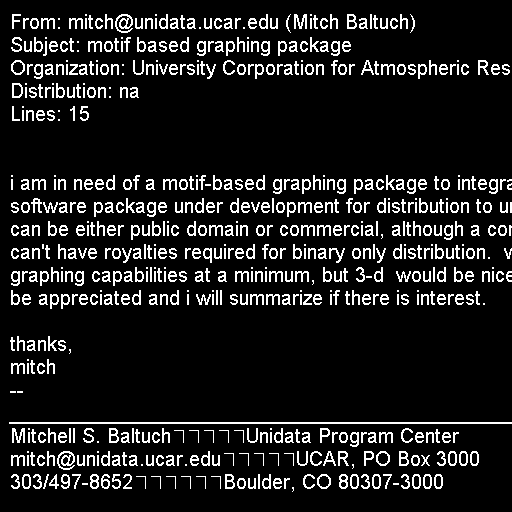 From: mitch@unidata.ucar.edu (Mitch Baltuch)
Subject: motif based graphing package
Organization: University Corporation for Atmospheric Res
Distribution: na
Lines: 15
i am in need of a motif-based graphing package to integra
software package under development for distribution to un
can be either public domain or commercial, although a co
can't have royalties required for binary only distribution.
graphing capabilities at a minimum, but 3-d  would be nice
be appreciated and i will summarize if there is interest.
thanks,
mitch
--
Mitchell S. Baltuch Unidata Program Center
mitch@unidata.ucar.edu UCAR, PO Box 3000
303/497-8652 Boulder, CO 80307-3000